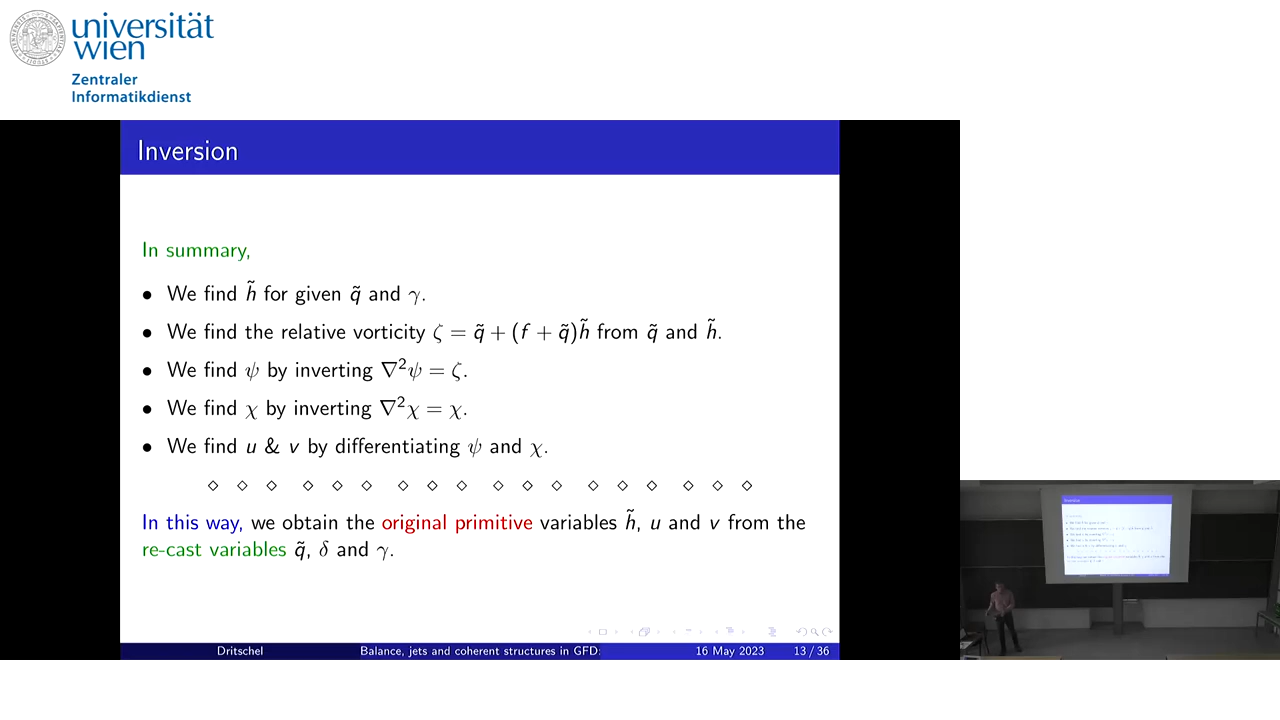 universität
wien
Zentraler
Informatikdienst
Inversion
In summary,
• We find h̃ for given q̃ and γ.
• We find the relative vorticity ζ = q̃ + (f + q̃)h̃ from q̃ and h̃.
• We find ψ by inverting ∇²ψ = ζ.
• We find χ by inverting ∇²χ = χ.
• We find u & v by differentiating ψ and χ.
In this way, we obtain the original primitive variables h̃, u and v from the
re-cast variables q̃, δ and γ.
Dritschel Balance, jets and coherent structures in GFD: 16 May 2023 13 / 36